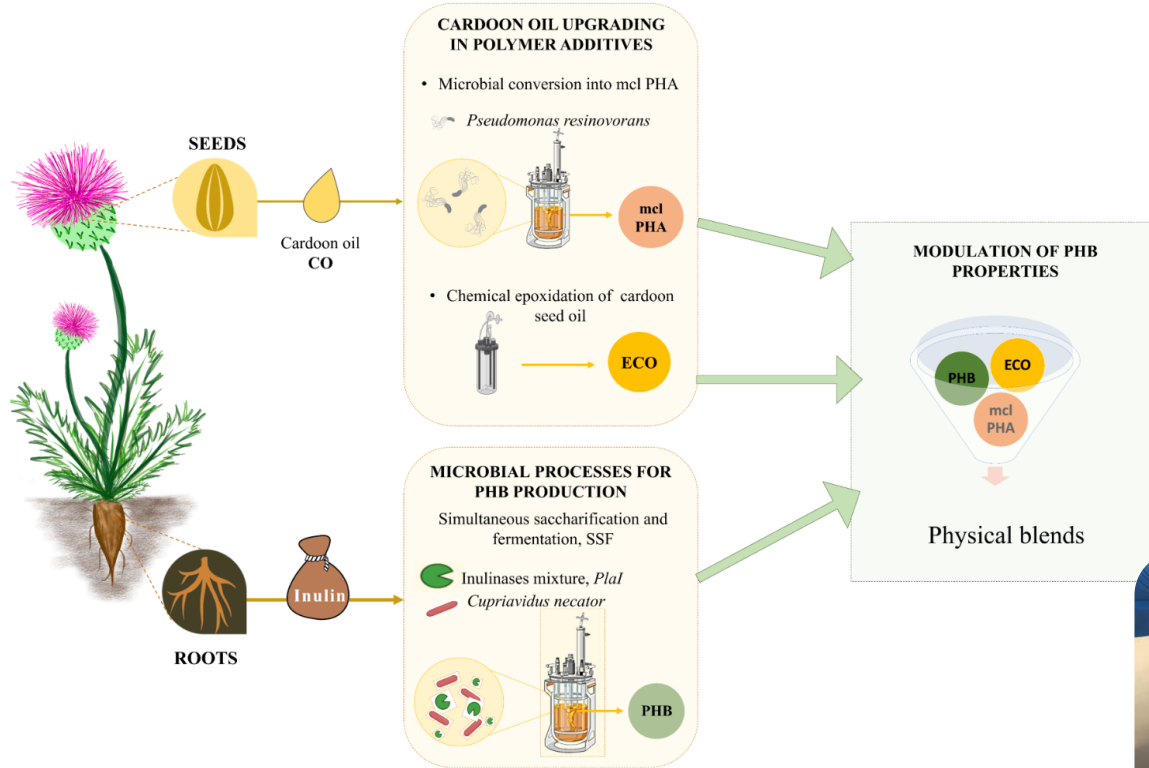 SEEDS
Cardoon oil
CO
CARDOON OIL UPGRADING
IN POLYMER ADDITIVES
• Microbial conversion into mcl PHA
Pseudomonas resinovorans
mcl
PHA
• Chemical epoxidation of cardoon
seed oil
ECO
ROOTS
Inulin
MICROBIAL PROCESSES FOR
PHB PRODUCTION
Simultaneous saccharification and
fermentation, SSF
Inulinases mixture, PlaI
Cupriavidus necator
PHB
MODULATION OF PHB
PROPERTIES
PHB
ECO
mcl
PHA
Physical blends